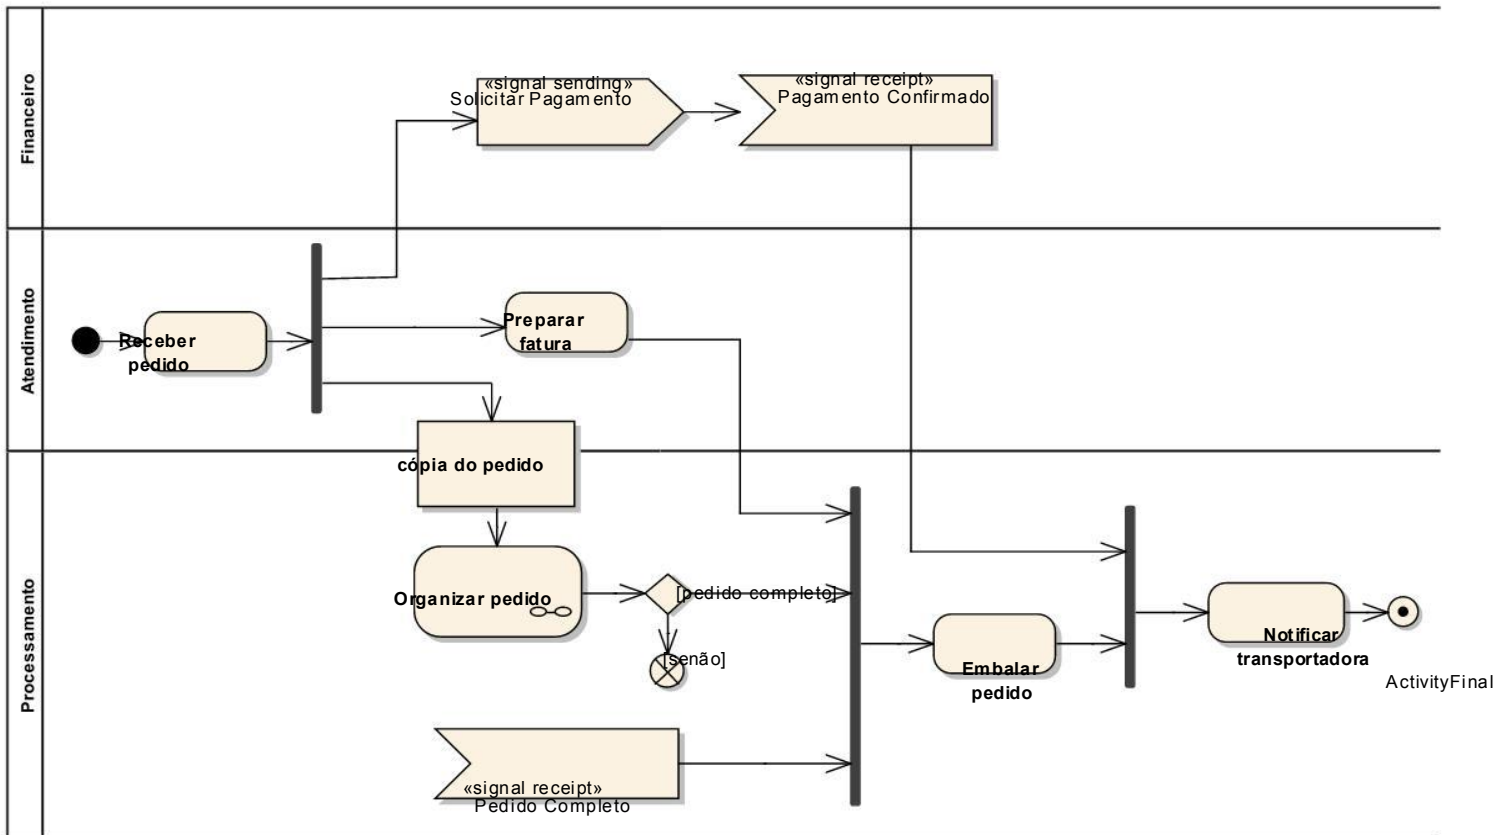 Financeiro
«signal sending»
Solicitar Pagamento
«signal receipt»
Pagamento Confirmado
Atendimento
Receber
pedido
Preparar
fatura
cópia do pedido
Processamento
Organizar pedido
[pedido completo]
[senão]
«signal receipt»
Pedido Completo
Embalar
pedido
Notificar
transportadora
ActivityFinal